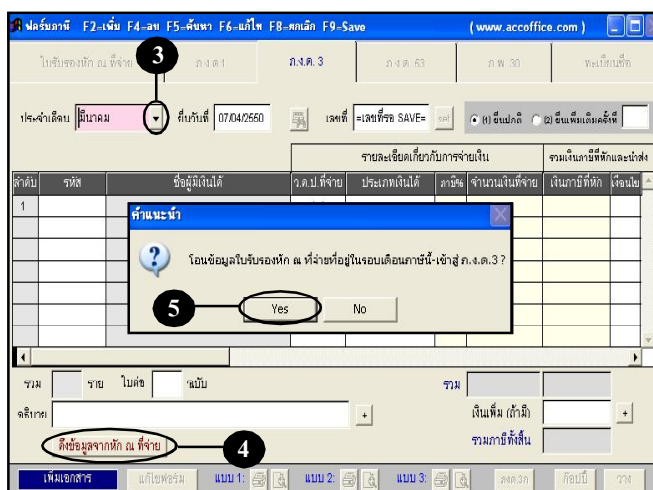 ฟอร์มภาษี F2=เพิ่ม F4=ลบ F5=ค้นหา F6=แก้ไข F8=ยกเลิก F9=Save ( www.accoffice.com )
ใบรับรองหัก ณ ที่จ่าย ภ.ง.ด.1 ภ.ง.ด. 3 ภ.ง.ด. 53 ภ.พ. 30 ทะเบียนชื่อ
3
ประจำเดือน มีนาคม ยื่นวันที่ 07/04/2550 เลขที่ =เลขที่รอ SAVE= set (1) ยื่นปกติ (2) ยื่นเพิ่มเติมครั้งที่
รายละเอียดเกี่ยวกับการจ่ายเงิน รวมเงินภาษีที่หักและนำส่ง
ลำดับ รหัส ชื่อผู้มีเงินได้ ว.ด.ป.ที่จ่าย ประเภทเงินได้ ภาษี% จำนวนเงินที่จ่าย เงินภาษีที่หัก เงื่อนไข
1
คำแนะนำ
โอนข้อมูลใบรับรองหัก ณ ที่จ่ายที่อยู่ในรอบเดือนภาษีนี้-เข้าสู่ ภ.ง.ด.3 ?
5 Yes No
รวม ราย ใบต่อ ฉบับ รวม
อธิบาย + เงินเพิ่ม (ถ้ามี) +
ดึงข้อมูลจากหัก ณ ที่จ่าย 4 รวมภาษีทั้งสิ้น
เพิ่มเอกสาร แก้ไขฟอร์ม แบบ 1: แบบ 2: แบบ 3: ภงด.3ก ก๊อปปี้ วาง